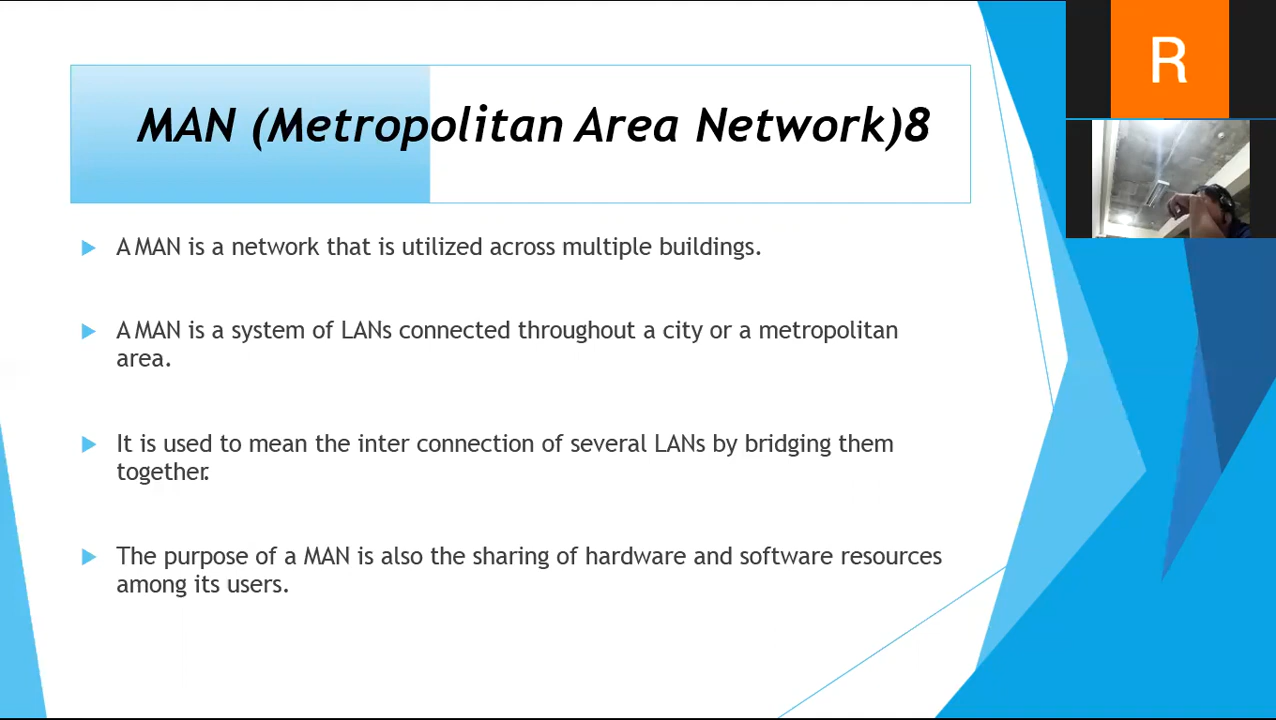 MAN (Metropolitan Area Network)8
A MAN is a network that is utilized across multiple buildings.
A MAN is a system of LANs connected throughout a city or a metropolitan
area.
It is used to mean the inter connection of several LANs by bridging them
together.
The purpose of a MAN is also the sharing of hardware and software resources
among its users.
R